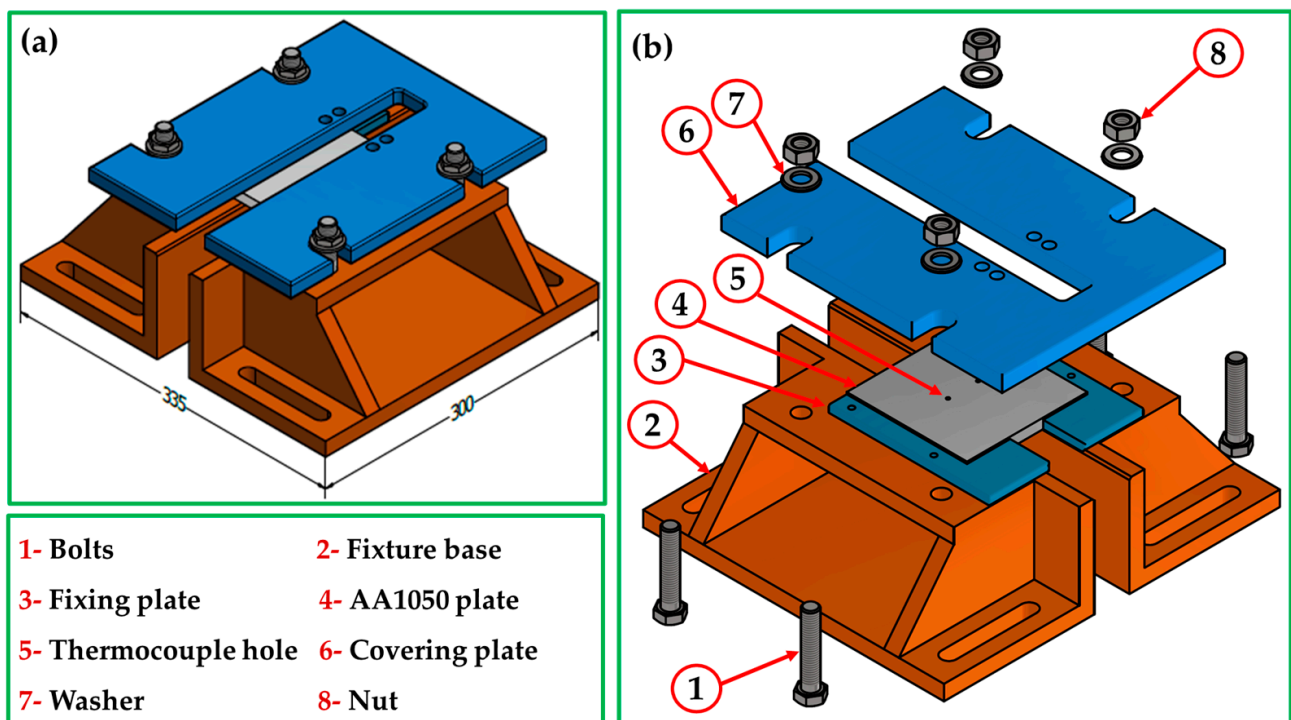 (a)
335
300
1- Bolts 2- Fixture base
3- Fixing plate 4- AA1050 plate
5- Thermocouple hole 6- Covering plate
7- Washer 8- Nut
(b)
8
7
6
5
4
3
2
1